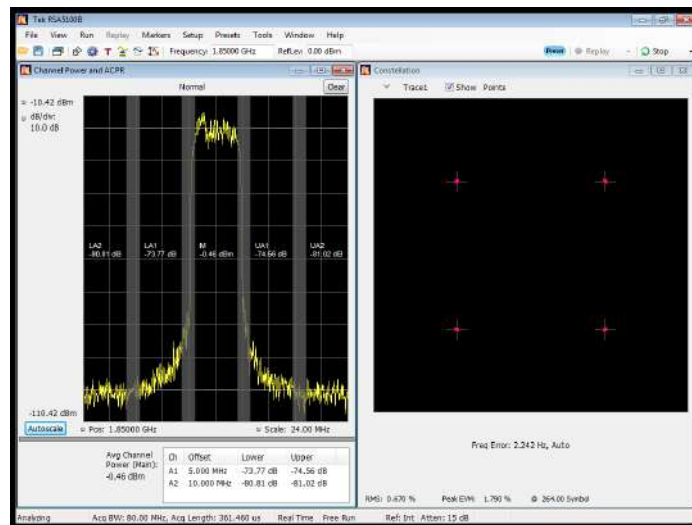 Tek RSA5100B
File View Run Replay Markers Setup Presets Tools Window Help
Frequency: 1.85000 GHz RefLev: 0.00 dBm Preset Replay Stop
Channel Power and ACPR
Normal Clear
-10.42 dBm
dB/div:
10.0 dB
LA2 LA1 M UA1 UA2
-80.81 dB -73.77 dB -0.46 dBm -74.56 dB -81.02 dB
-110.42 dBm
Autoscale Pos: 1.85000 GHz Scale: 24.00 MHz
Avg Channel
Power (Main):
-0.46 dBm
Ch Offset Lower Upper
A1 5.000 MHz -73.77 dB -74.56 dB
A2 10.000 MHz -80.81 dB -81.02 dB
Constellation
Trace1 Show Points
Freq Error: 2.242 Hz, Auto
RMS: 0.670 % Peak EVM: 1.790 % @ 264.00 Symbol
Analyzing Acq BW: 80.00 MHz, Acq Length: 361.460 us Real Time Free Run Ref: Int Atten: 15 dB